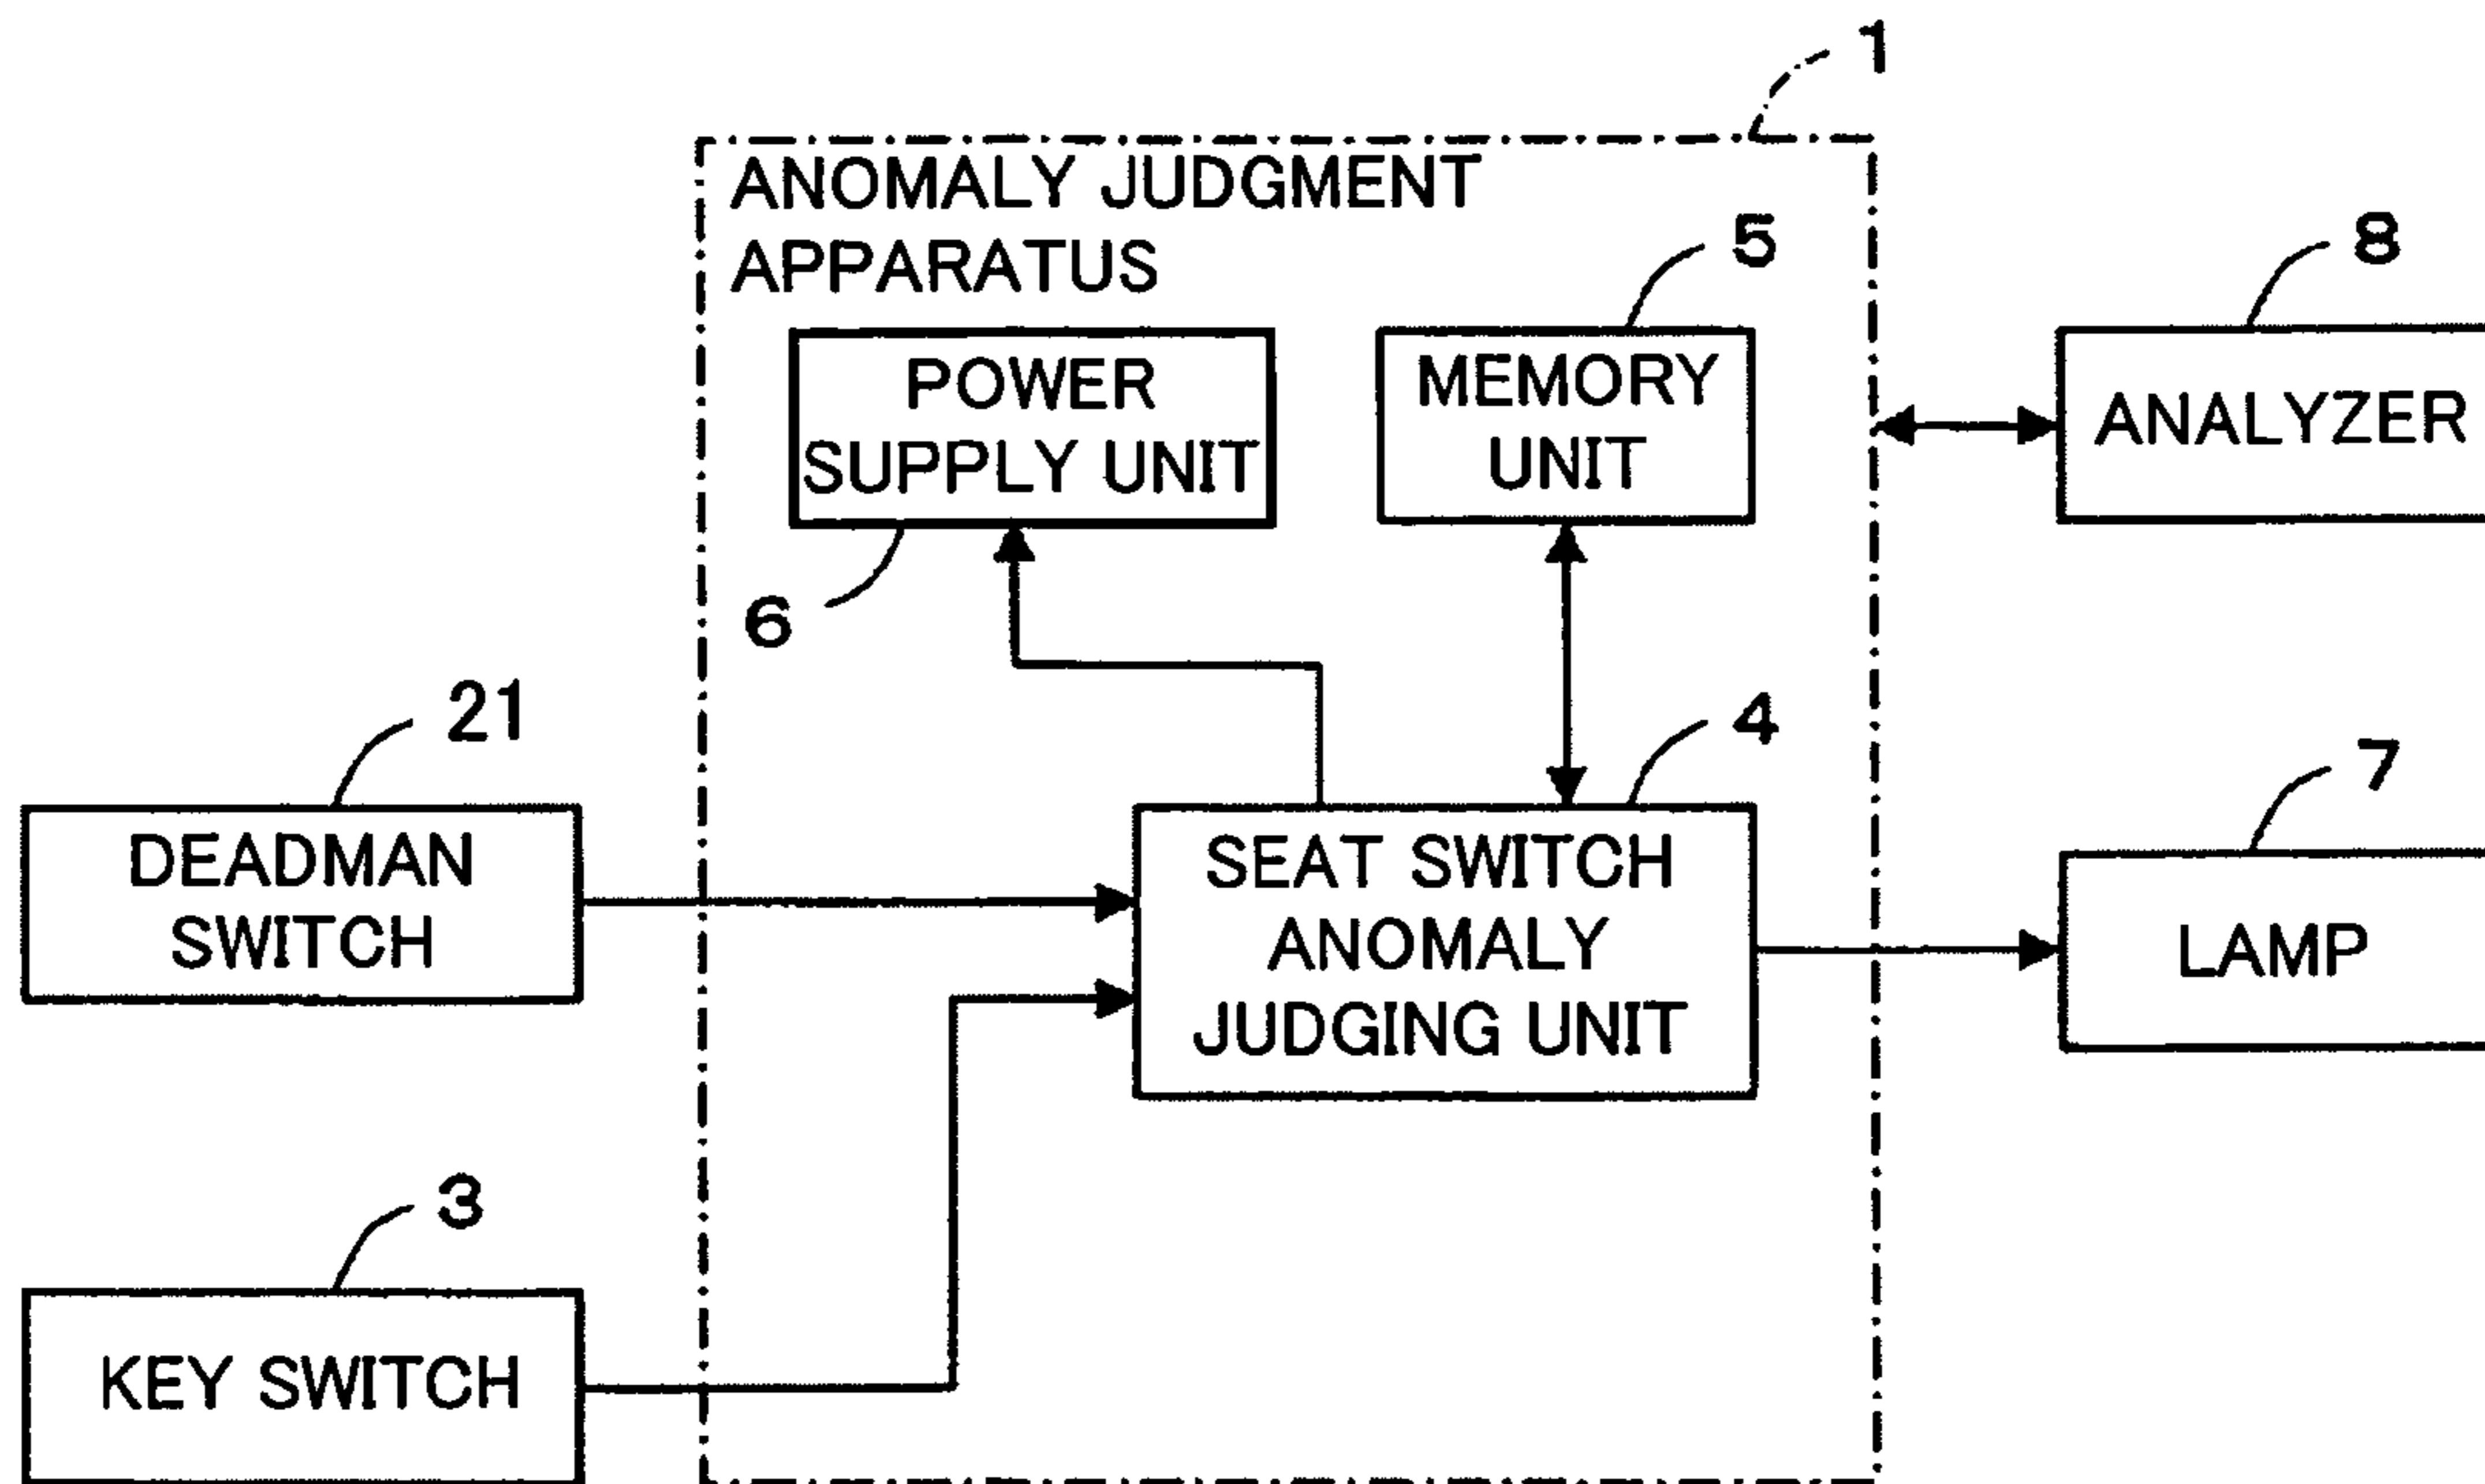 1
ANOMALY JUDGMENT
APPARATUS
5
8
POWER
SUPPLY UNIT
MEMORY
UNIT
ANALYZER
6
21
4
7
DEADMAN
SWITCH
SEAT SWITCH
ANOMALY
JUDGING UNIT
LAMP
3
KEY SWITCH